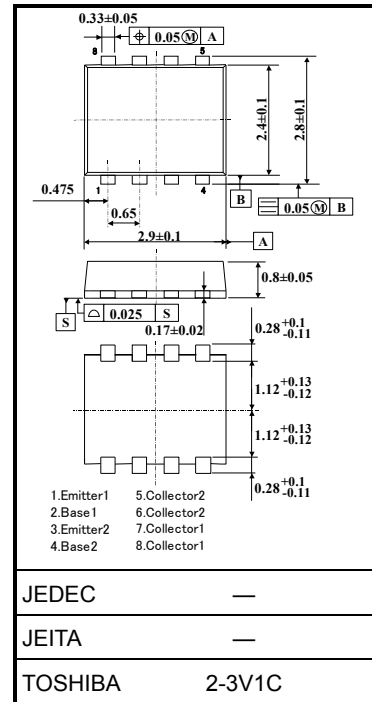 0.33±0.05
⌖ 0.05Ⓜ A
8 5
2.4±0.1
2.8±0.1
0.475
1 4
B
0.65
⌯ 0.05Ⓜ B
2.9±0.1
A
0.8±0.05
S
⌓ 0.025 S
0.17±0.02
0.28 +0.1 -0.11
1.12 +0.13 -0.12
1.12 +0.13 -0.12
0.28 +0.1 -0.11
1.Emitter1 5.Collector2
2.Base1 6.Collector2
3.Emitter2 7.Collector1
4.Base2 8.Collector1
JEDEC —
JEITA —
TOSHIBA 2-3V1C